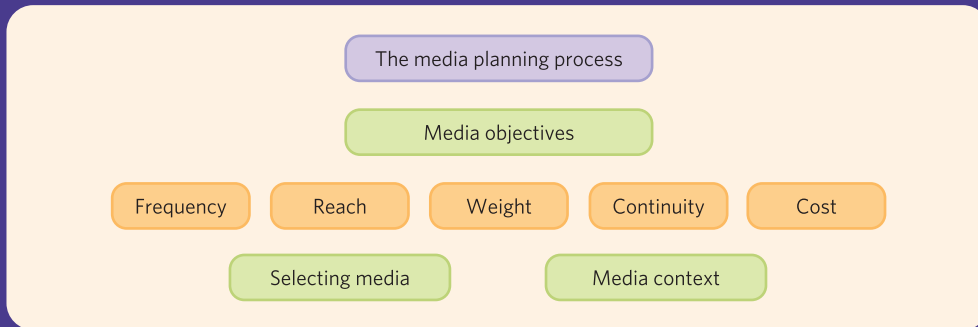 The media planning process
Media objectives
Frequency
Reach
Weight
Continuity
Cost
Selecting media
Media context